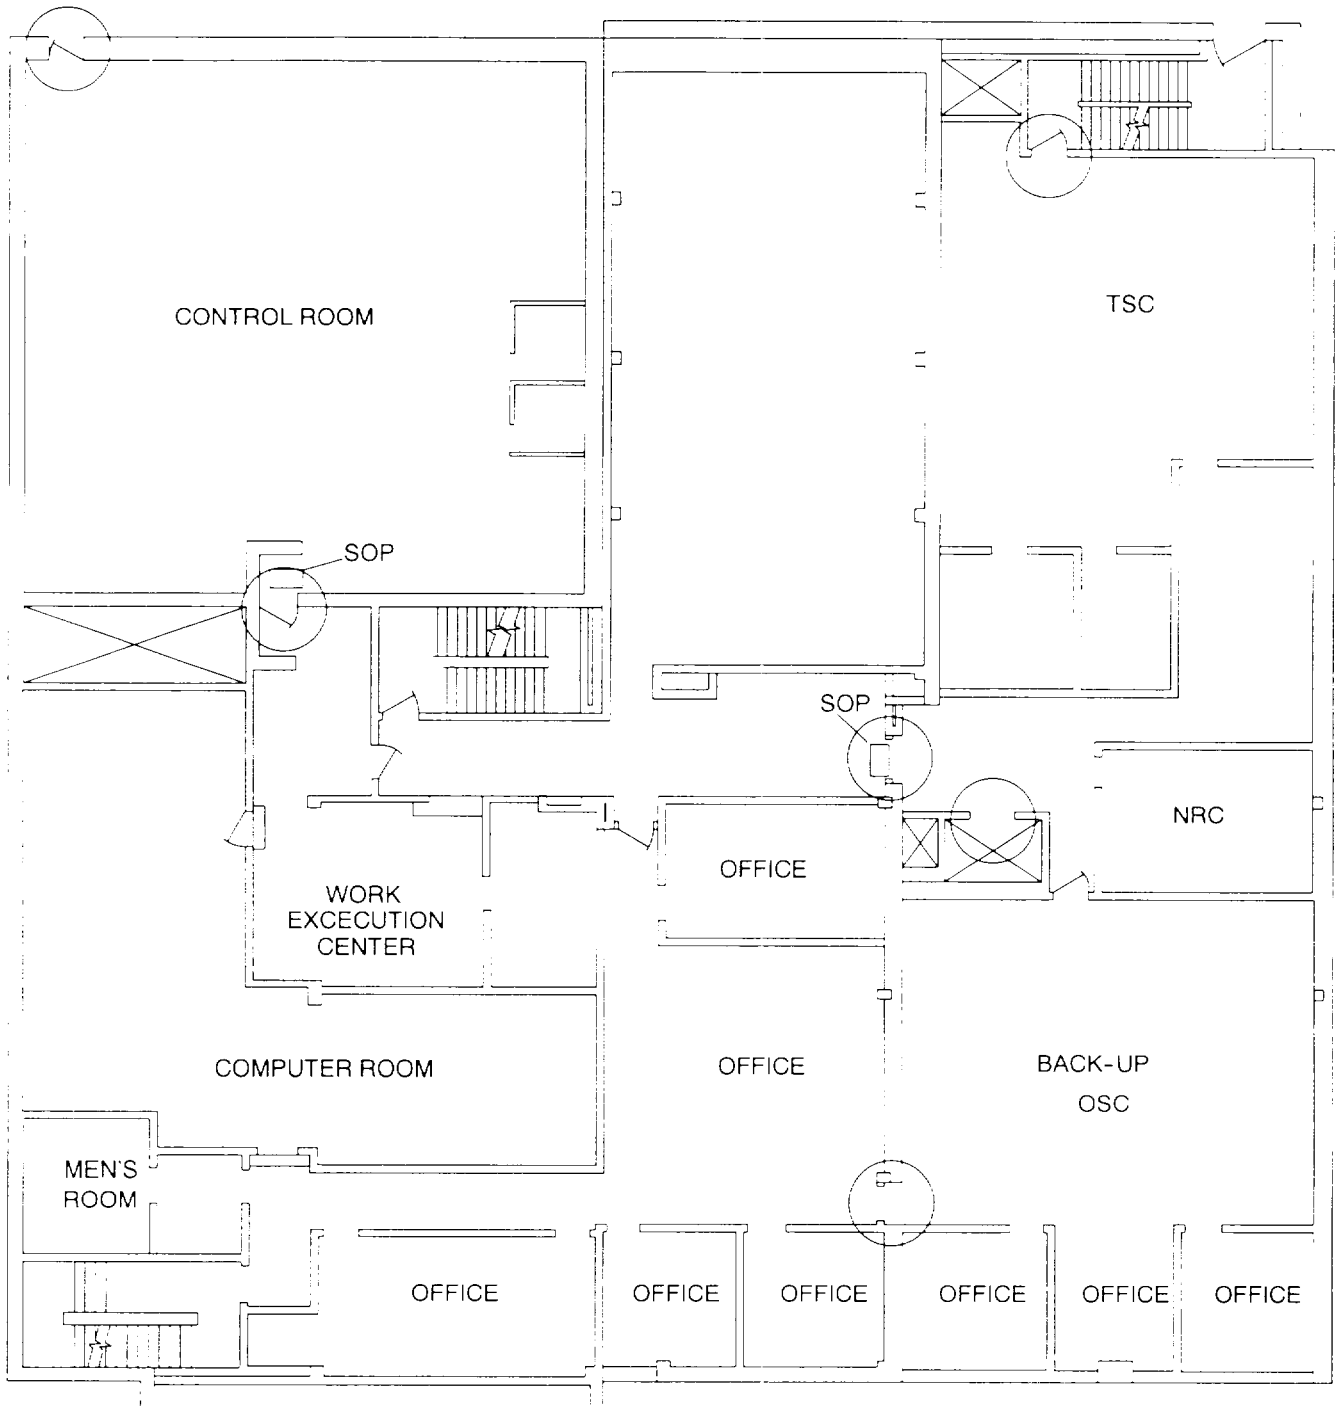 CONTROL ROOM
TSC
SOP
SOP
NRC
OFFICE
WORK
EXCECUTION
CENTER
COMPUTER ROOM
OFFICE
BACK-UP
OSC
MEN'S
ROOM
OFFICE
OFFICE
OFFICE
OFFICE
OFFICE
OFFICE